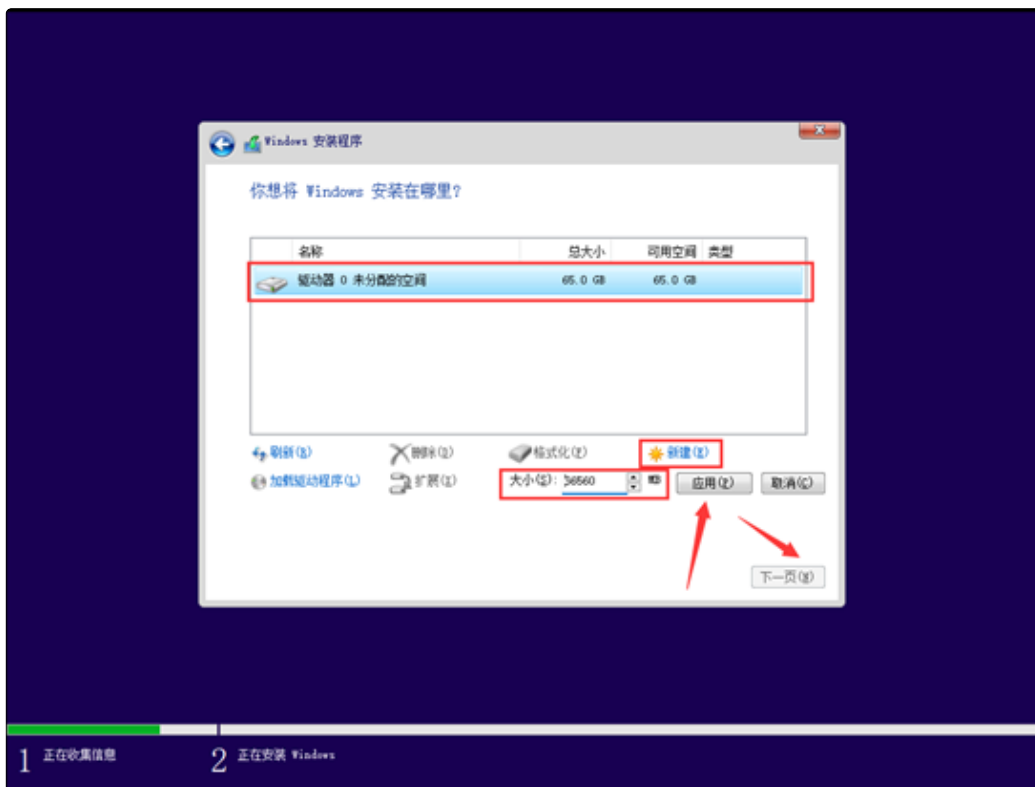 Windows 安装程序
你想将 Windows 安装在哪里?
名称 总大小 可用空间 类型
驱动器 0 未分配的空间 65.0 GB 65.0 GB
刷新(R) 删除(D) 格式化(F) 新建(E)
加载驱动程序(L) 扩展(X) 大小(S): 36560 MB 应用(P) 取消(C)
下一页(N)
1 正在收集信息 2 正在安装 Windows